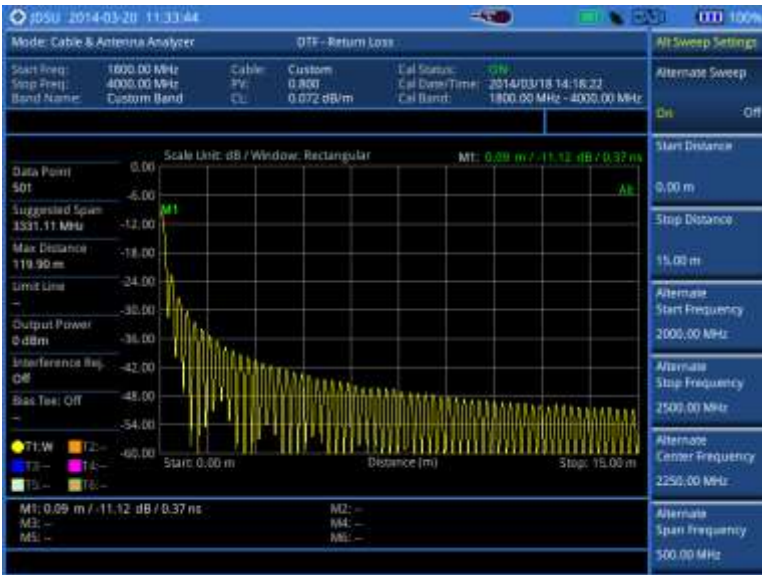 JDSU 2014-03-20 11:33:44 100%
Mode: Cable & Antenna Analyzer DTF - Return Loss
Start Freq: 1800.00 MHz Cable: Custom Cal Status: ON
Stop Freq: 4000.00 MHz PV: 0.800 Cal Date/Time: 2014/03/18 14:18:22
Band Name: Custom Band CL: 0.072 dB/m Cal Band: 1800.00 MHz - 4000.00 MHz
Scale Unit: dB / Window: Rectangular M1: 0.09 m / -11.12 dB / 0.37 ns
Alt
Data Point
501
Suggested Span
3331.11 MHz
Max Distance
119.90 m
Limit Line
--
Output Power
0 dBm
Interference Rej.
Off
Bias Tee: Off
--
T1:W T2:--
T3:-- T4:--
T5:-- T6:--
0.00
-6.00
-12.00
-18.00
-24.00
-30.00
-36.00
-42.00
-48.00
-54.00
-60.00
M1
Start: 0.00 m Distance (m) Stop: 15.00 m
M1: 0.09 m / -11.12 dB / 0.37 ns M2: --
M3: -- M4: --
M5: -- M6: --
Alt Sweep Settings
Alternate Sweep
On Off
Start Distance
0.00 m
Stop Distance
15.00 m
Alternate
Start Frequency
2000.00 MHz
Alternate
Stop Frequency
2500.00 MHz
Alternate
Center Frequency
2250.00 MHz
Alternate
Span Frequency
500.00 MHz